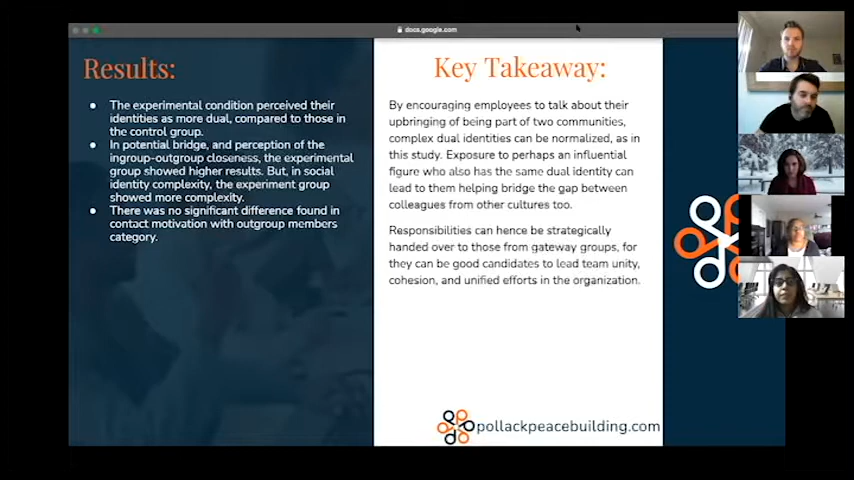 docs.google.com
Results:
● The experimental condition perceived their
identities as more dual, compared to those in
the control group.
● In potential bridge, and perception of the
ingroup-outgroup closeness, the experimental
group showed higher results. But, in social
identity complexity, the experiment group
showed more complexity.
● There was no significant difference found in
contact motivation with outgroup members
category.
Key Takeaway:
By encouraging employees to talk about their
upbringing of being part of two communities,
complex dual identities can be normalized, as in
this study. Exposure to perhaps an influential
figure who also has the same dual identity can
lead to them helping bridge the gap between
colleagues from other cultures too.
Responsibilities can hence be strategically
handed over to those from gateway groups, for
they can be good candidates to lead team unity,
cohesion, and unified efforts in the organization.
pollackpeacebuilding.com